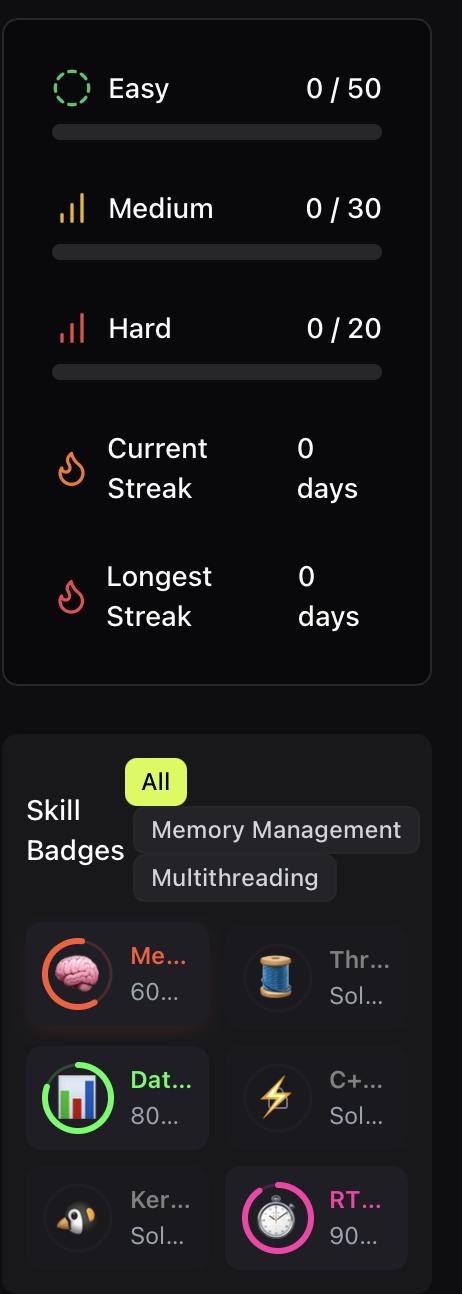 Easy 0 / 50
Medium 0 / 30
Hard 0 / 20
Current Streak 0 days
Longest Streak 0 days
Skill Badges
All
Memory Management
Multithreading
Me...
60...
Thr...
Sol...
Dat...
80...
C+...
Sol...
Ker...
Sol...
RT...
90...